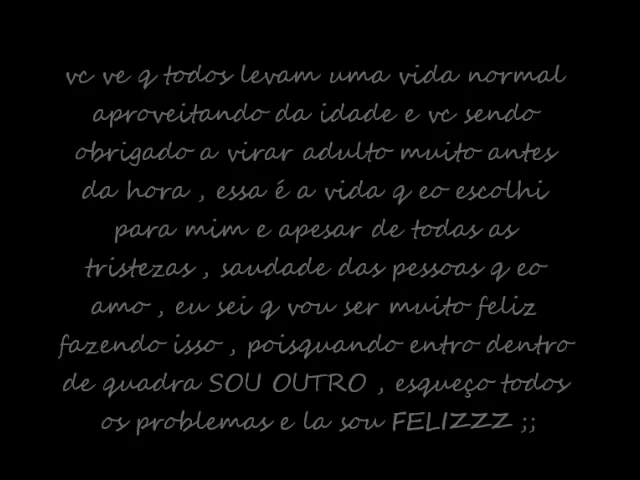 vc ve q todos levam uma vida normal
aproveitando da idade e vc sendo
obrigado a virar adulto muito antes
da hora , essa é a vida q eo escolhi
para mim e apesar de todas as
tristezas , saudade das pessoas q eo
amo , eu sei q vou ser muito feliz
fazendo isso , poisquando entro dentro
de quadra SOU OUTRO , esqueço todos
os problemas e la sou FELIZZZ ;;